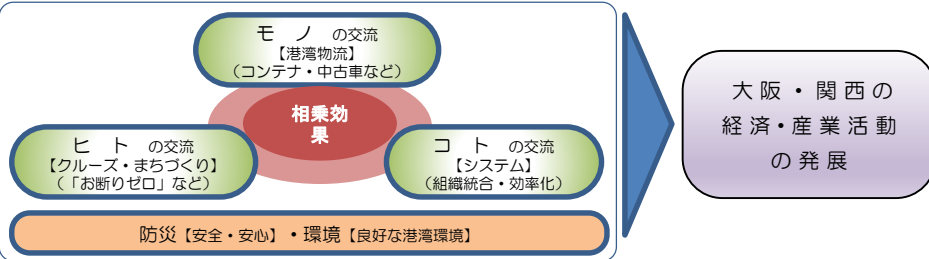 モ ノ の交流
【港湾物流】
（コンテナ・中古車など）
相乗効
果
ヒ ト の交流
【クルーズ・まちづくり】
（「お断りゼロ」など）
コ ト の交流
【システム】
（組織統合・効率化）
防災【安全・安心】・環境【良好な港湾環境】
大阪・関西の
経済・産業活動
の発展